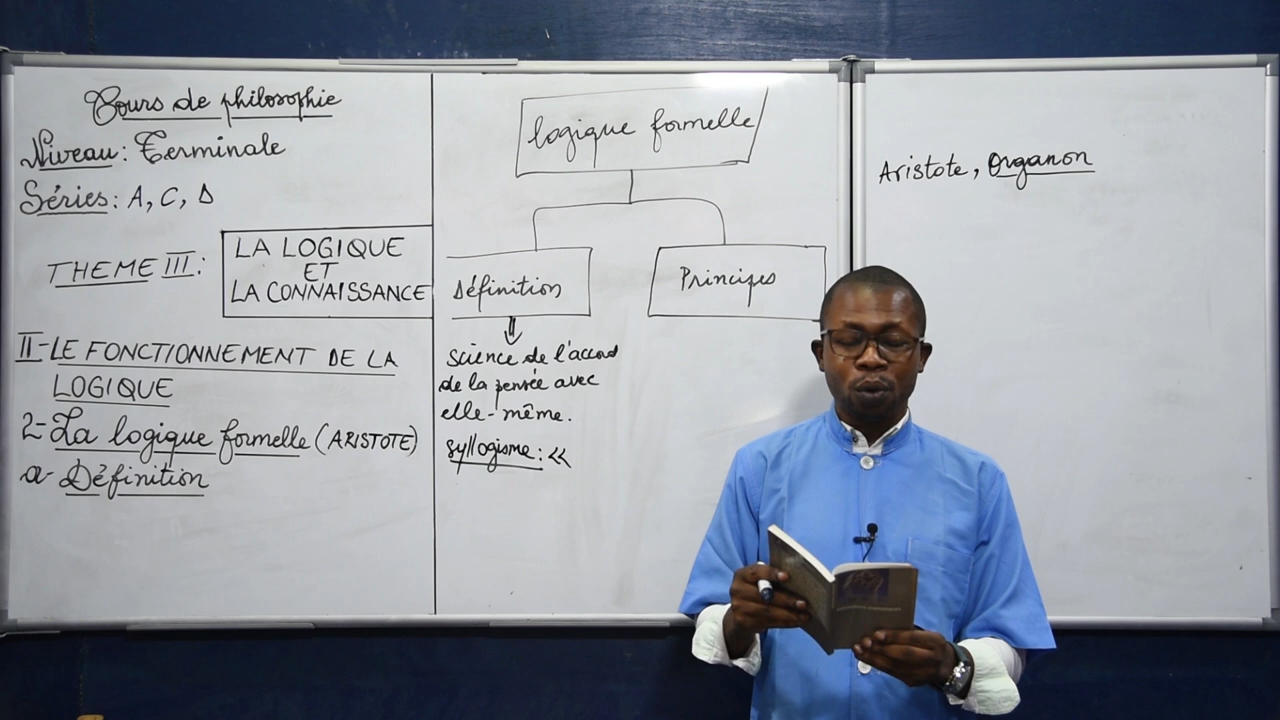 Cours de philosophie
Niveau : Terminale
Séries : A, C, D
THEME III :
LA LOGIQUE
ET
LA CONNAISSANCE
II- LE FONCTIONNEMENT DE LA
LOGIQUE
2- La logique formelle (ARISTOTE)
a- Définition
logique formelle
Définition
Principes
science de l'accord
de la pensée avec
elle-même.
syllogisme : «
Aristote, Organon